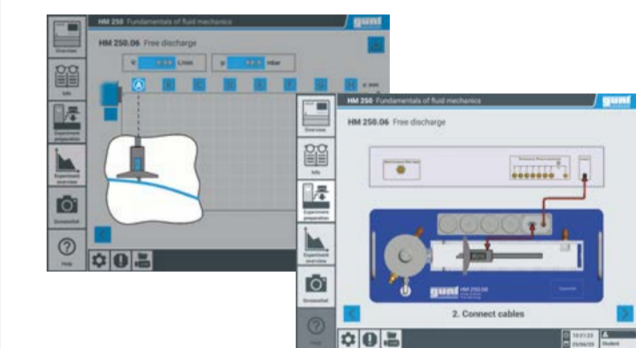 HM 250 Fundamentals of fluid mechanics
gunt
HM 250.06 Free discharge
L/min
mbar
A
B
C
D
E
F
G
H
x mm
Overview
Info
Experiment preparation
Experiment overview
Screenshot
Help
HM 250 Fundamentals of fluid mechanics
gunt
HM 250.06 Free discharge
Overview
Info
Experiment preparation
Experiment overview
Screenshot
gunt HM 250.06
2. Connect cables
Student